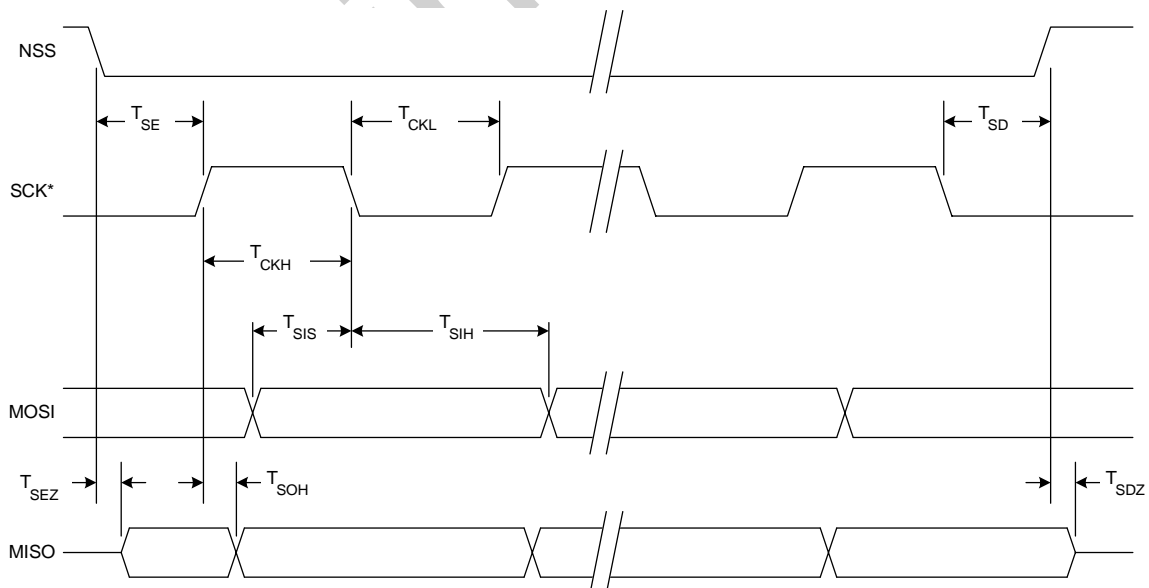 NSS
T_SE
T_CKL
T_SD
SCK*
T_CKH
T_SIS
T_SIH
MOSI
T_SEZ
T_SOH
T_SDZ
MISO